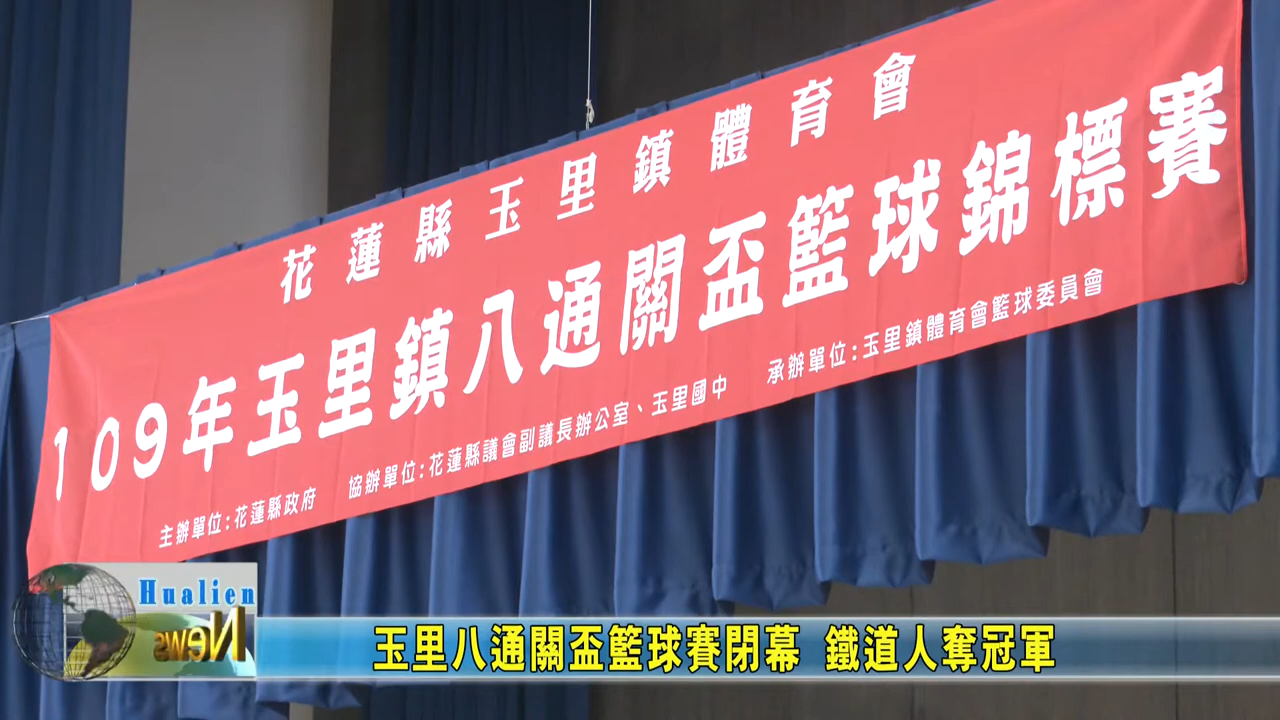 花蓮縣玉里鎮體育會
109年玉里鎮八通關盃籃球錦標賽
主辦單位:花蓮縣政府 協辦單位:花蓮縣議會副議長辦公室、玉里國中 承辦單位:玉里鎮體育會籃球委員會
Hualien
News
玉里八通關盃籃球賽閉幕 鐵道人奪冠軍